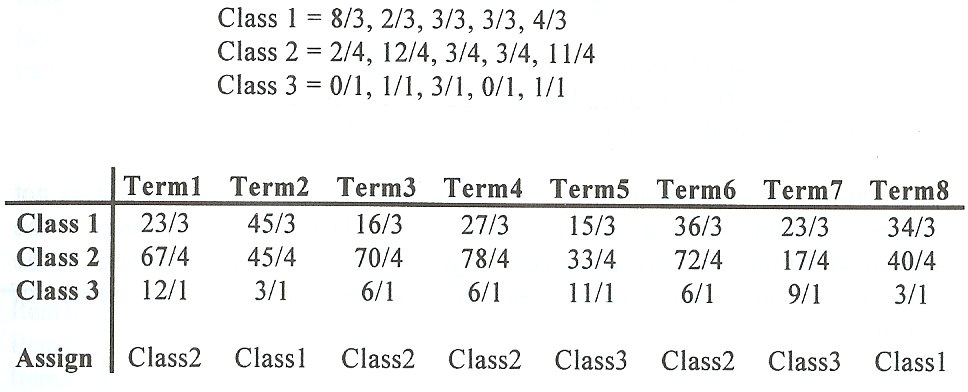 Class 1 = 8/3, 2/3, 3/3, 3/3, 4/3
Class 2 = 2/4, 12/4, 3/4, 3/4, 11/4
Class 3 = 0/1, 1/1, 3/1, 0/1, 1/1
Term1 Term2 Term3 Term4 Term5 Term6 Term7 Term8
Class 1 23/3 45/3 16/3 27/3 15/3 36/3 23/3 34/3
Class 2 67/4 45/4 70/4 78/4 33/4 72/4 17/4 40/4
Class 3 12/1 3/1 6/1 6/1 11/1 6/1 9/1 3/1
Assign Class2 Class1 Class2 Class2 Class3 Class2 Class3 Class1